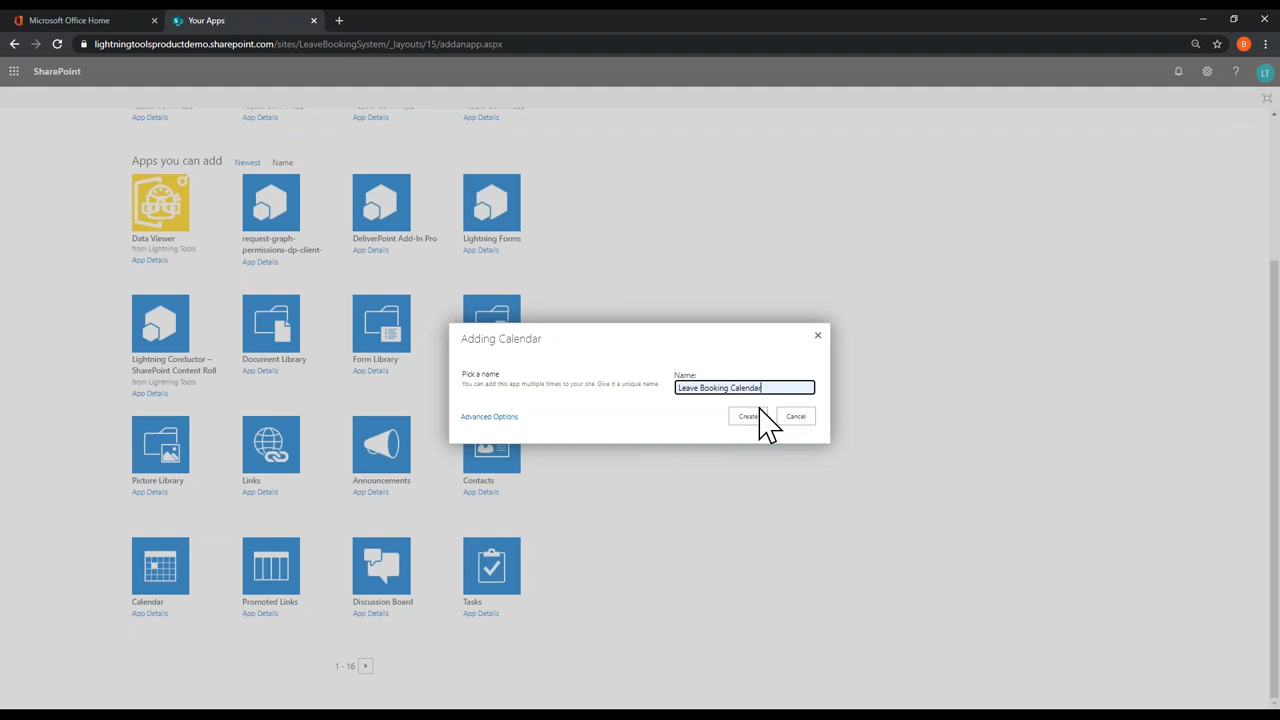 Microsoft Office Home
Your Apps
lightningtoolsproductdemo.sharepoint.com/sites/LeaveBookingSystem/_layouts/15/addanapp.aspx
B
SharePoint
?
LT
App Details
App Details
App Details
App Details
Apps you can add
Newest
Name
Data Viewer
from Lightning Tools
App Details
request-graph-
permissions-dp-client-
App Details
DeliverPoint Add-In Pro
App Details
Lightning Forms
App Details
Lightning Conductor –
SharePoint Content Roll
from Lightning Tools
App Details
Document Library
App Details
Form Library
App Details
Adding Calendar
Pick a name
You can add this app multiple times to your site. Give it a unique name.
Name:
Leave Booking Calendar
Advanced Options
Create
Cancel
Picture Library
App Details
Links
App Details
Announcements
App Details
Contacts
App Details
Calendar
App Details
Promoted Links
App Details
Discussion Board
App Details
Tasks
App Details
1 - 16